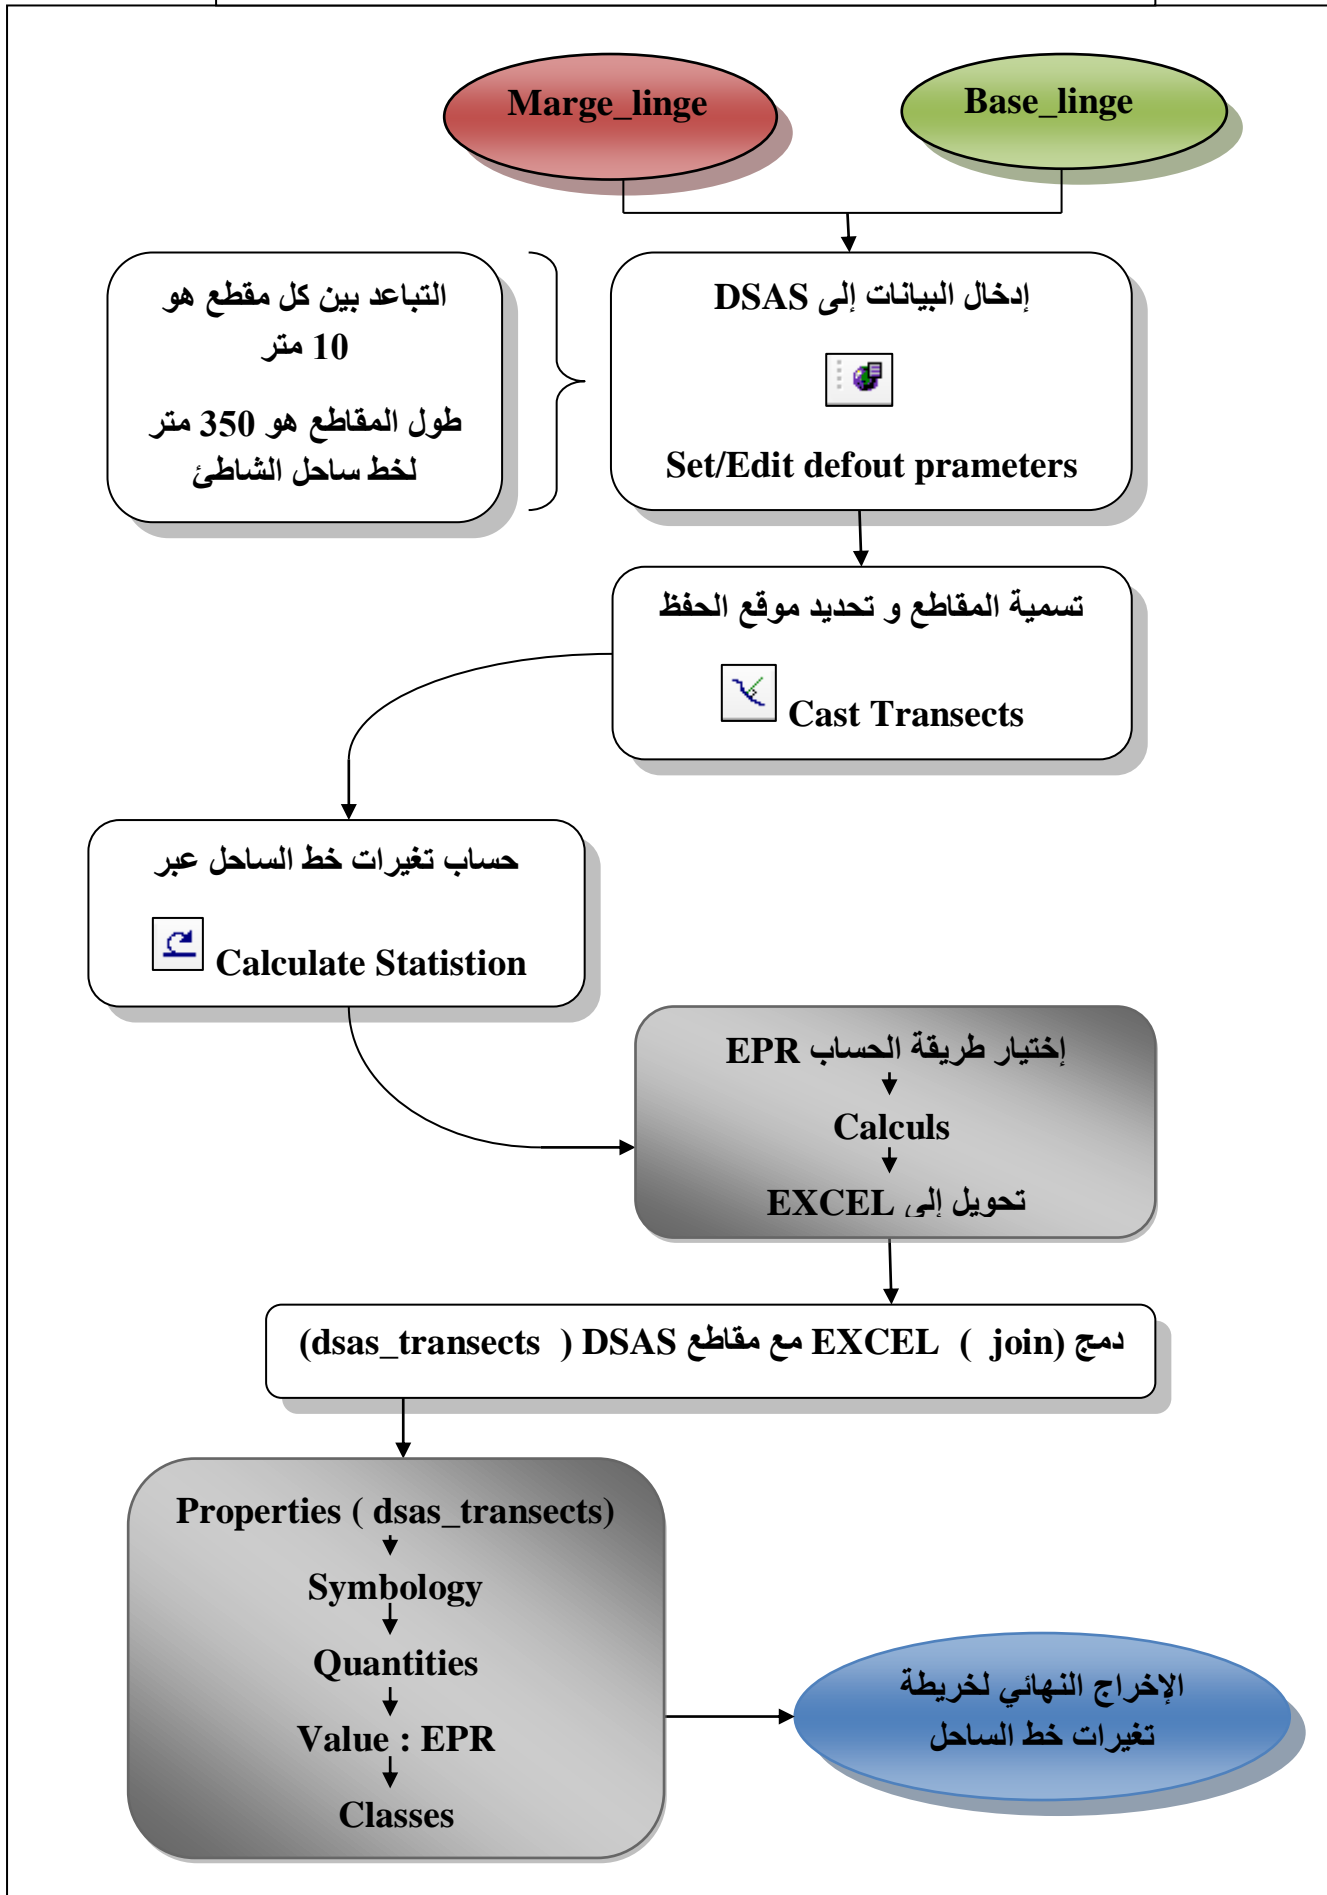 Marge_linge
Base_linge
إدخال البيانات إلى DSAS
Set/Edit defout prameters
التباعد بين كل مقطع هو
10 متر
طول المقاطع هو 350 متر
لخط ساحل الشاطئ
تسمية المقاطع و تحديد موقع الحفظ
Cast Transects
حساب تغيرات خط الساحل عبر
Calculate Statistion
إختيار طريقة الحساب EPR
Calculs
تحويل إلى EXCEL
دمج (join ) EXCEL مع مقاطع DSAS ( dsas_transects)
Properties ( dsas_transects)
Symbology
Quantities
Value : EPR
Classes
الإخراج النهائي لخريطة
تغيرات خط الساحل